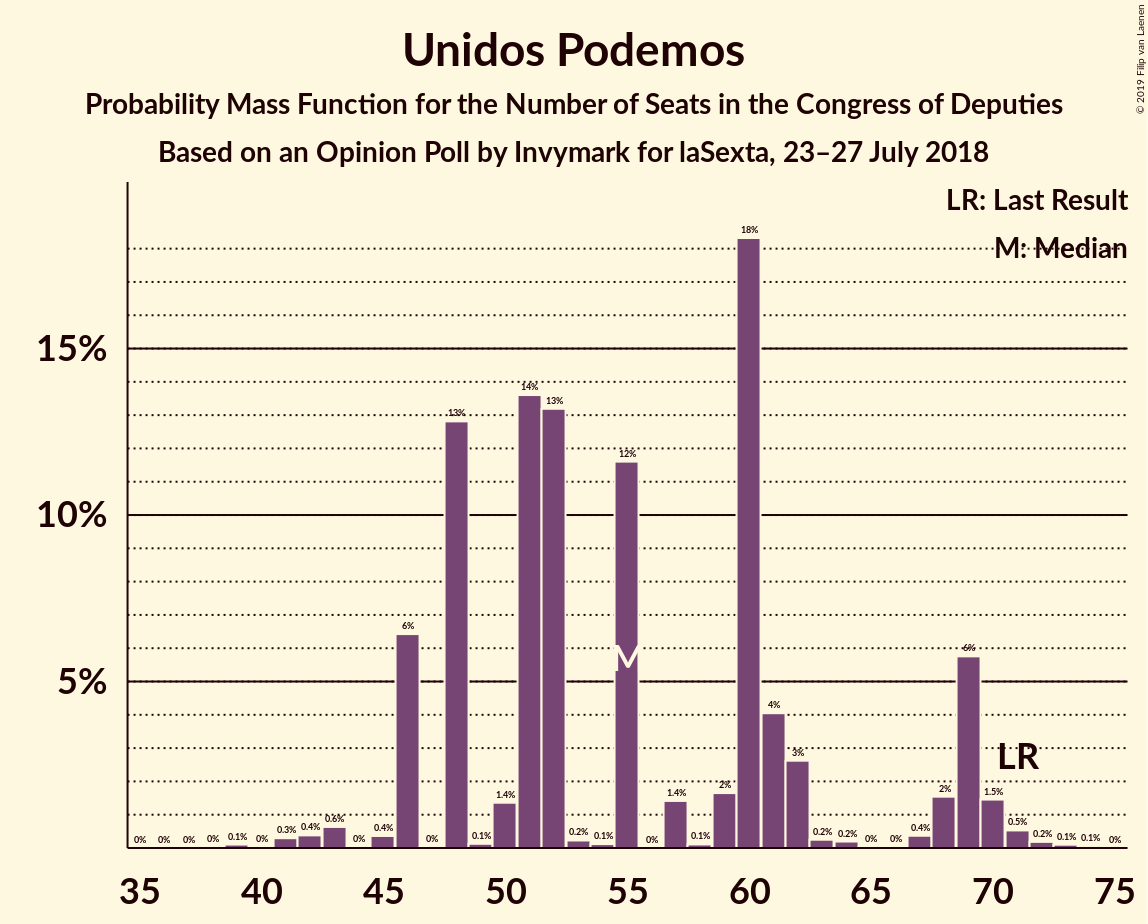 Unidos Podemos
Probability Mass Function for the Number of Seats in the Congress of Deputies
Based on an Opinion Poll by Invymark for laSexta, 23–27 July 2018
© 2019 Filip van Laenen
LR: Last Result
M: Median
15%
10%
5%
0% 0% 0% 0% 0.1% 0% 0.3% 0.4% 0.6% 0% 0.4% 6% 0% 13% 0.1% 1.4% 14% 13% 0.2% 0.1% 12% 0% 1.4% 0.1% 2% 18% 4% 3% 0.2% 0.2% 0% 0% 0.4% 2% 6% 1.5% 0.5% 0.2% 0.1% 0.1% 0%
M
LR
35 40 45 50 55 60 65 70 75